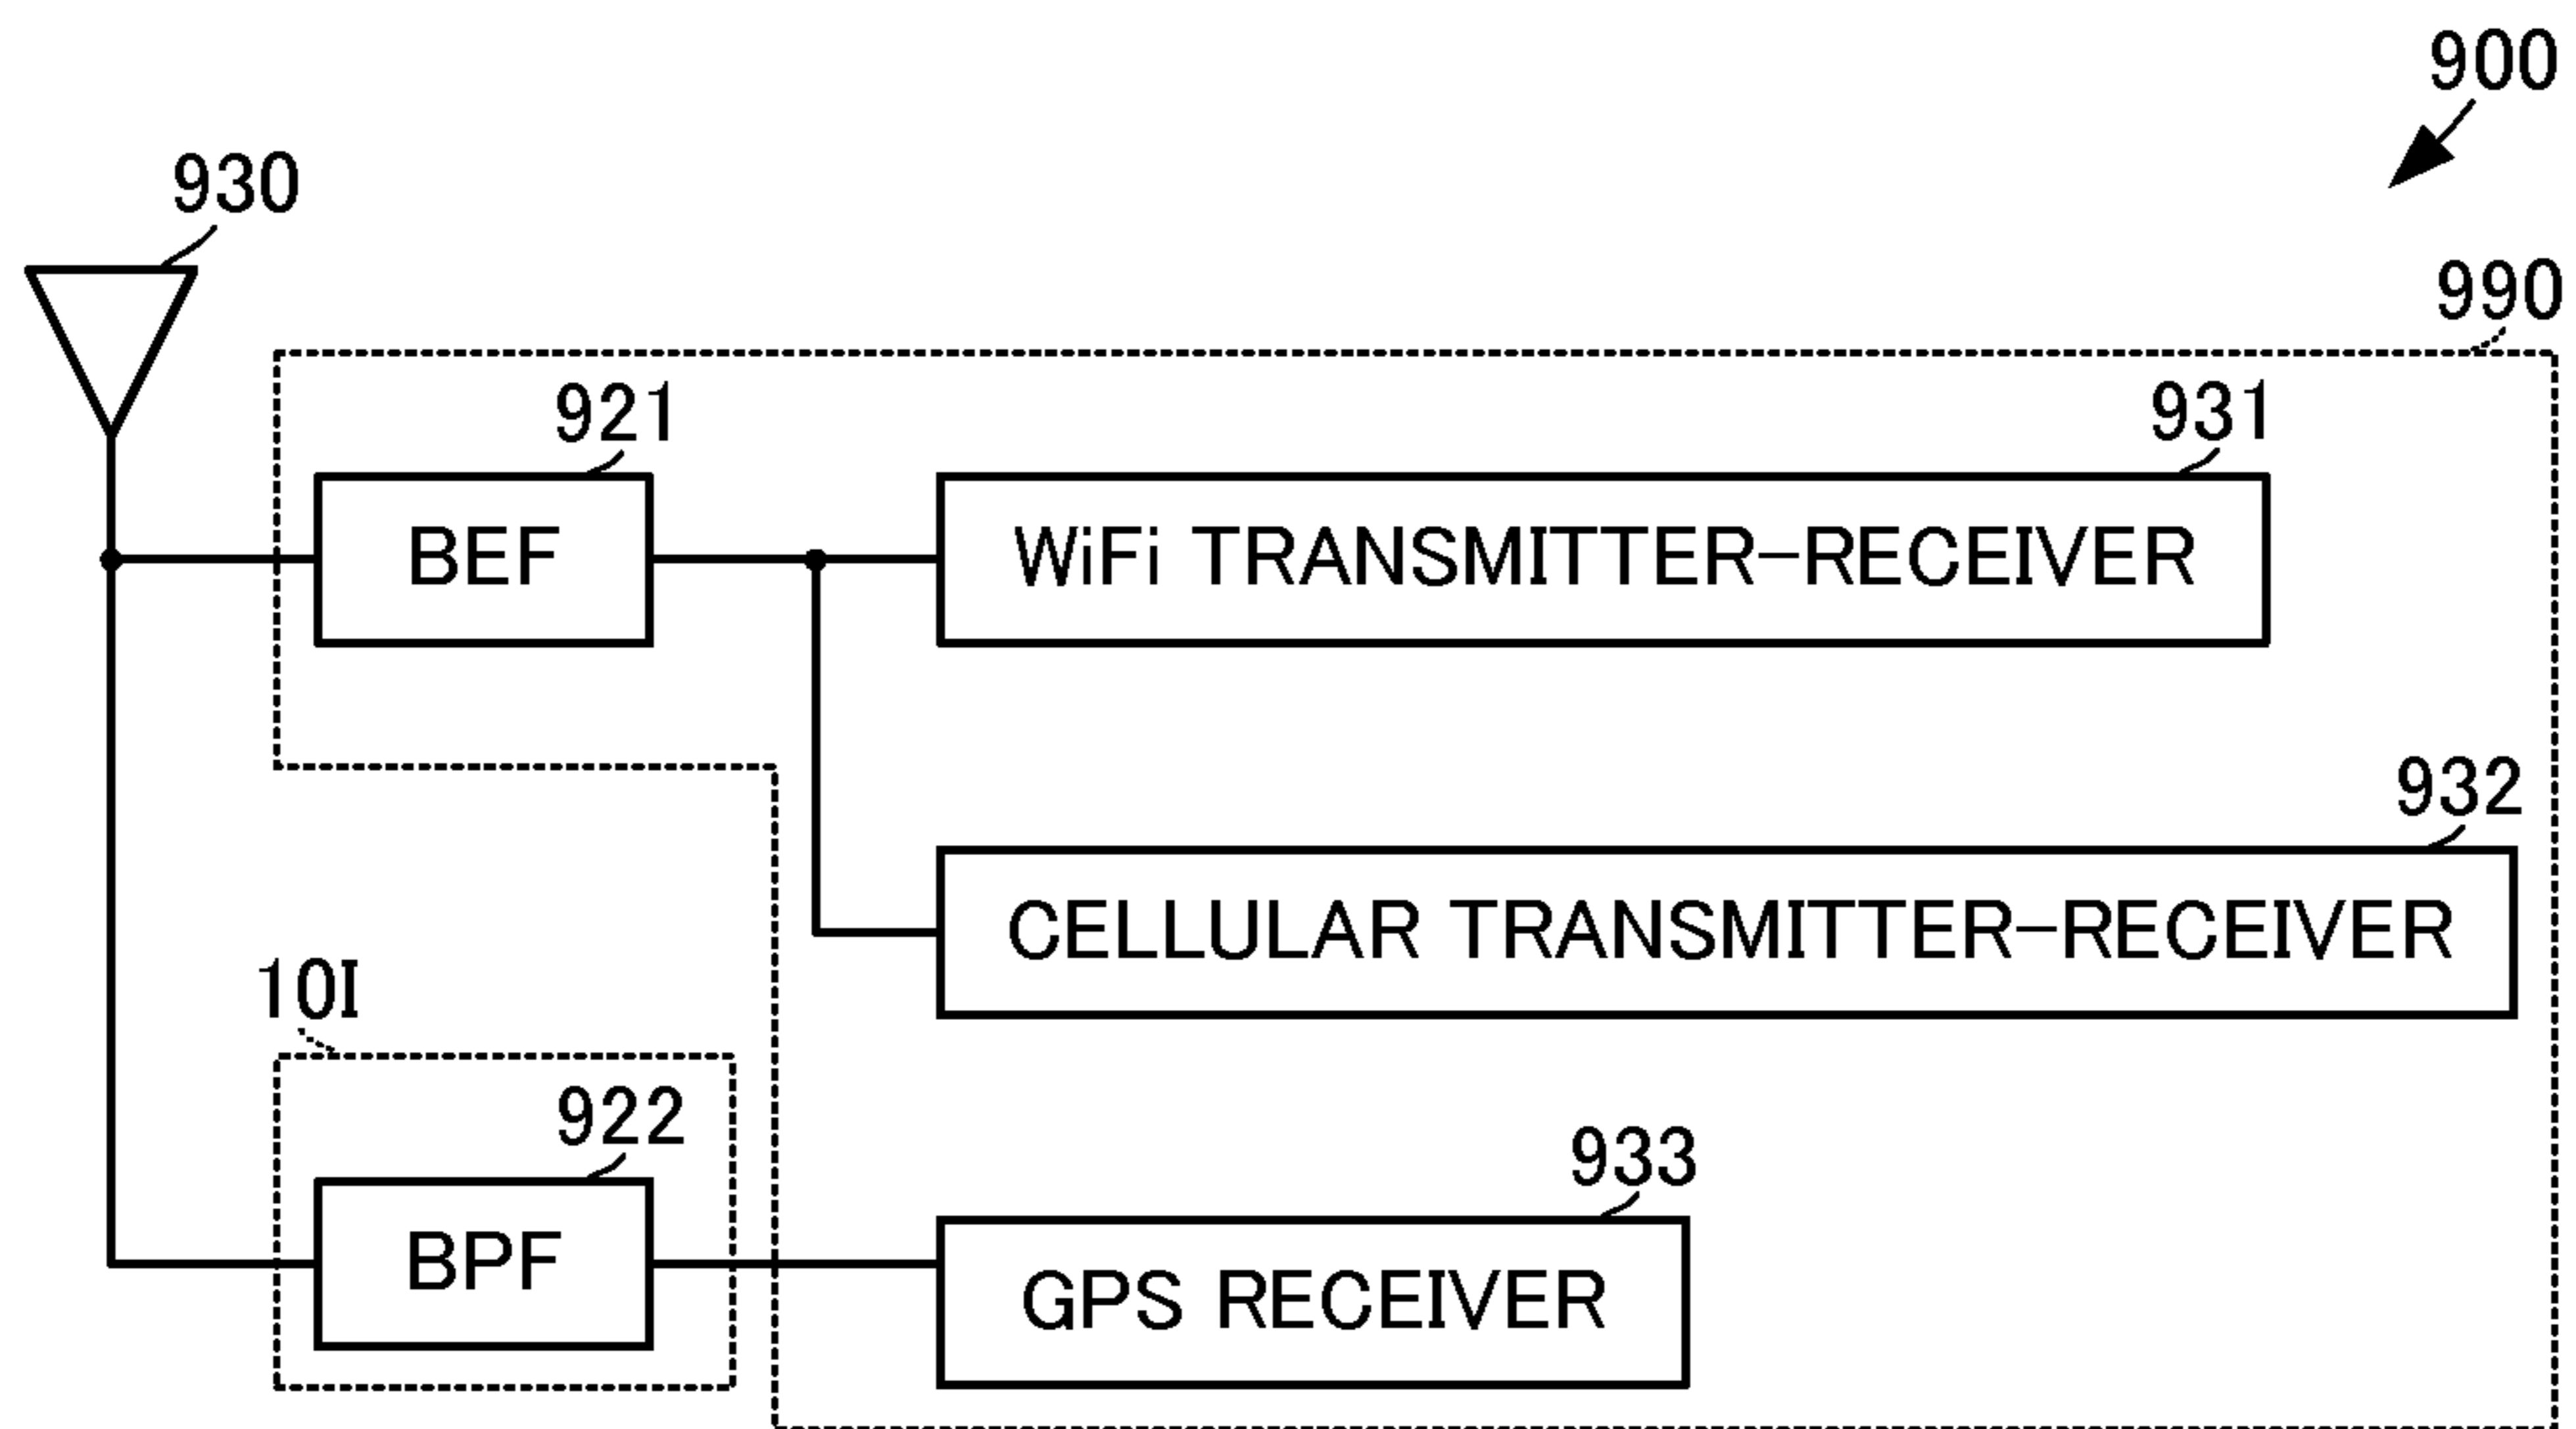 900
930
990
921
931
BEF
WiFi TRANSMITTER-RECEIVER
932
CELLULAR TRANSMITTER-RECEIVER
10I
922
933
BPF
GPS RECEIVER